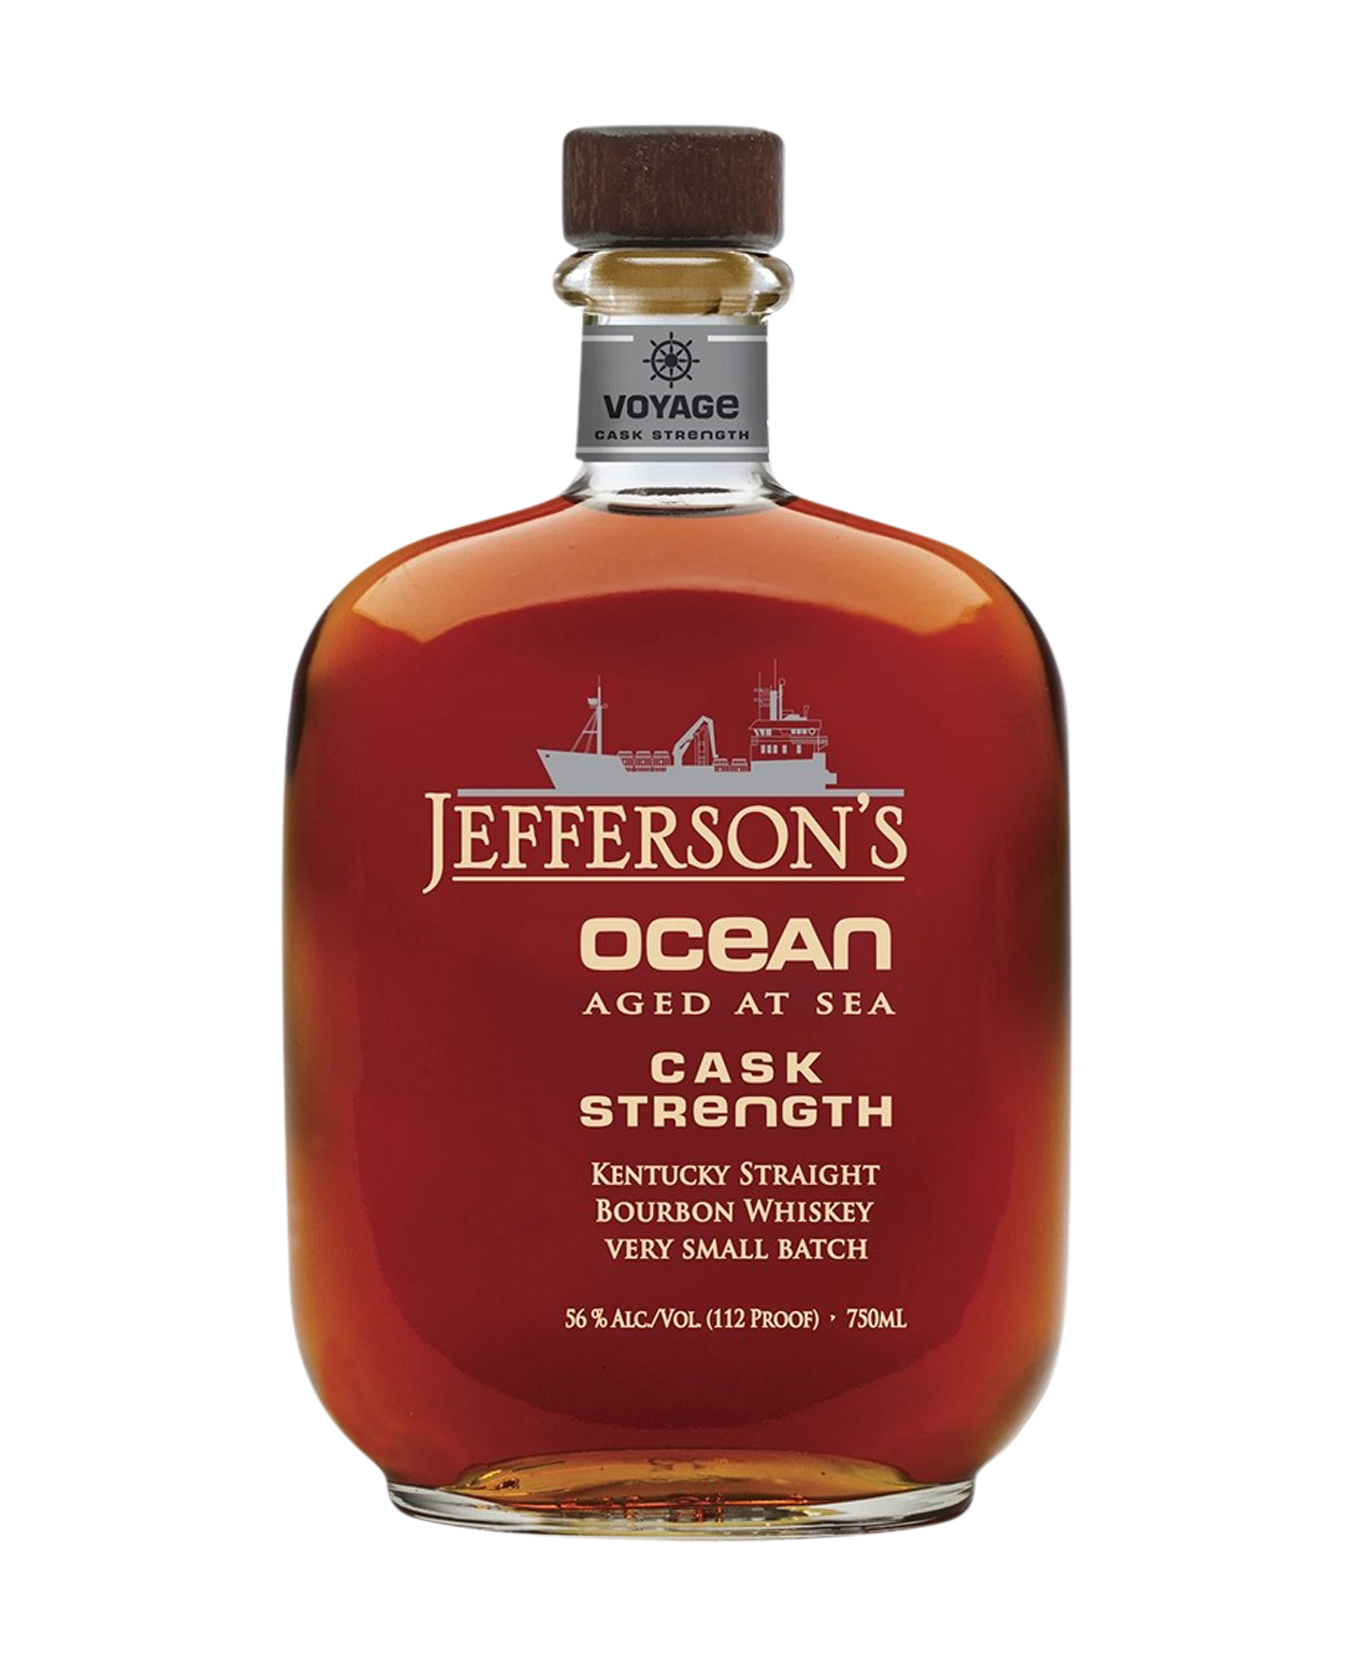 VOYAGE
CASK STRENGTH
JEFFERSON'S
OCEAN
AGED AT SEA
CASK
STRENGTH
KENTUCKY STRAIGHT
BOURBON WHISKEY
VERY SMALL BATCH
56 % ALC./VOL. (112 PROOF) · 750ML